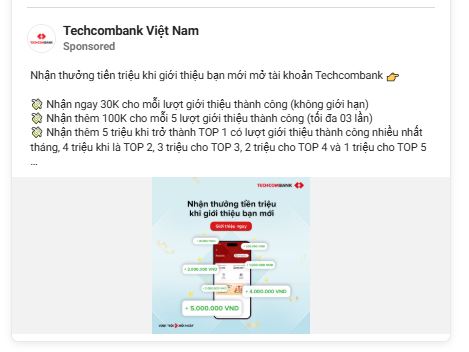 Techcombank Việt Nam
Sponsored
TECHCOMBANK
Nhận thưởng tiền triệu khi giới thiệu bạn mới mở tài khoản Techcombank 👉
💸 Nhận ngay 30K cho mỗi lượt giới thiệu thành công (không giới hạn)
💸 Nhận thêm 100K cho mỗi 5 lượt giới thiệu thành công (tối đa 03 lần)
💸 Nhận thêm 5 triệu khi trở thành TOP 1 có lượt giới thiệu thành công nhiều nhất
tháng, 4 triệu khi là TOP 2, 3 triệu cho TOP 3, 2 triệu cho TOP 4 và 1 triệu cho TOP 5
...
TECHCOMBANK
Nhận thưởng tiền triệu
khi giới thiệu bạn mới
Giới thiệu ngay
+ 2.000.000 VND
+ 4.000.000 VND
+ 5.000.000 VND